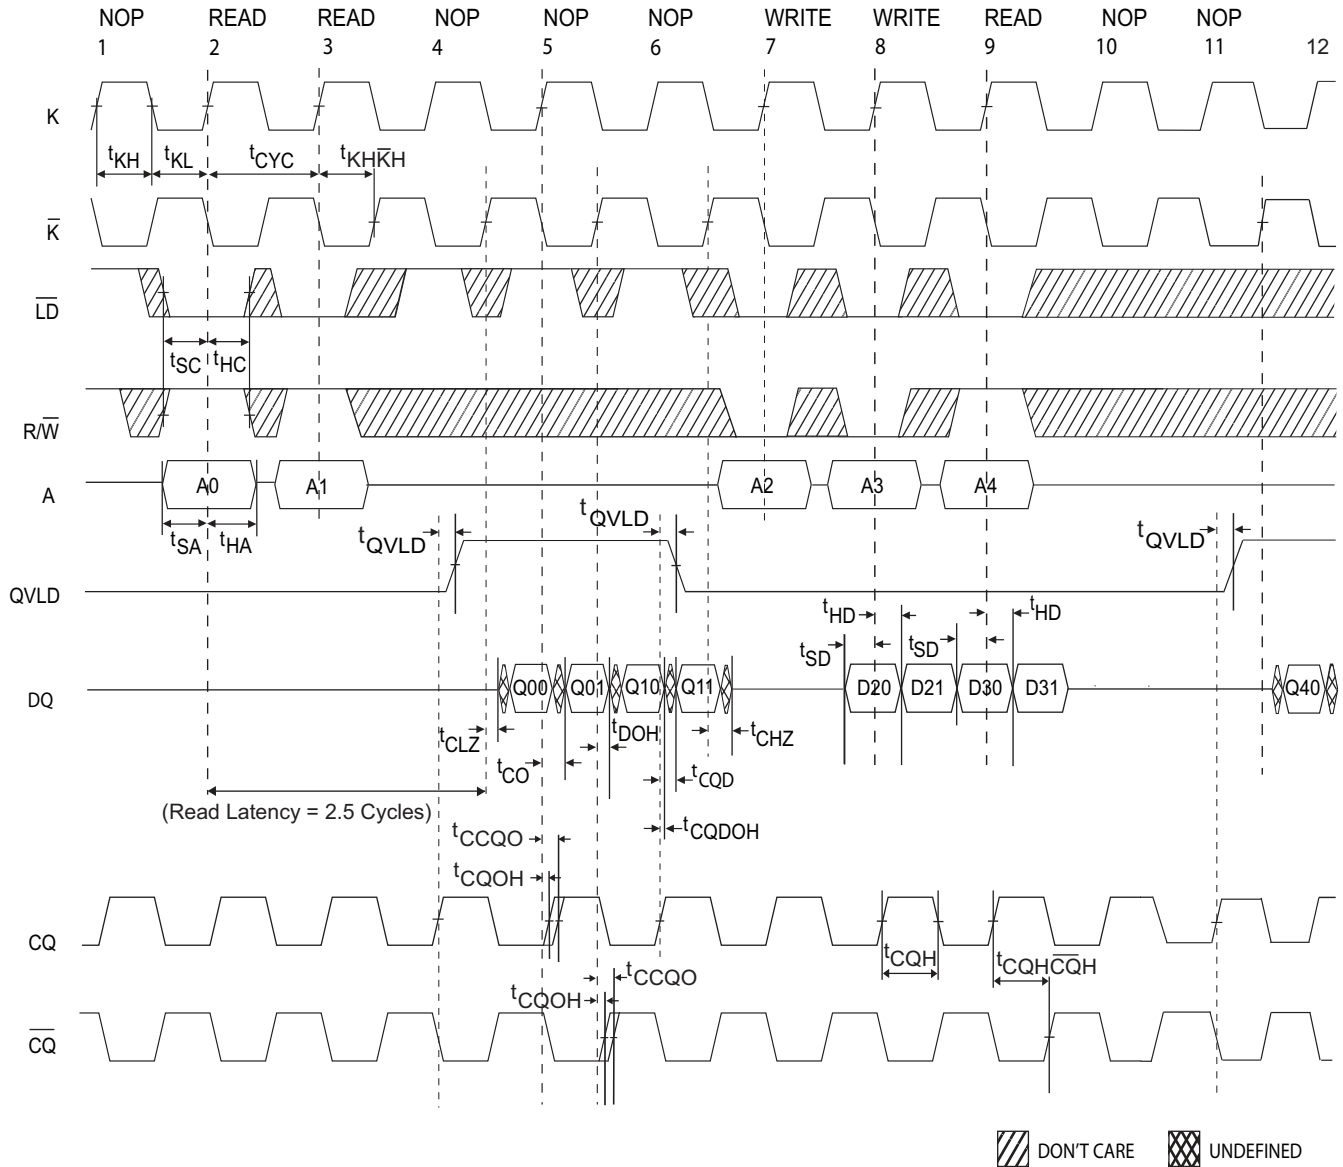 NOP READ READ NOP NOP NOP WRITE WRITE READ NOP NOP
1 2 3 4 5 6 7 8 9 10 11 12
K
tKH tKL tCYC tKHK̅H
K̅
L̅D̅
tSC tHC
R/W̅
A A0 A1 A2 A3 A4
tSA tHA tQVLD tQVLD tQVLD
QVLD
tHD tHD
tSD tSD
DQ Q00 Q01 Q10 Q11 D20 D21 D30 D31 Q40
tCLZ tDOH tCHZ
tCO tCQD
(Read Latency = 2.5 Cycles)
tCQDOH
tCCQO
tCQOH
CQ
tCQH tCQHC̅Q̅H
tCCQO
tCQOH
C̅Q̅
DON'T CARE UNDEFINED